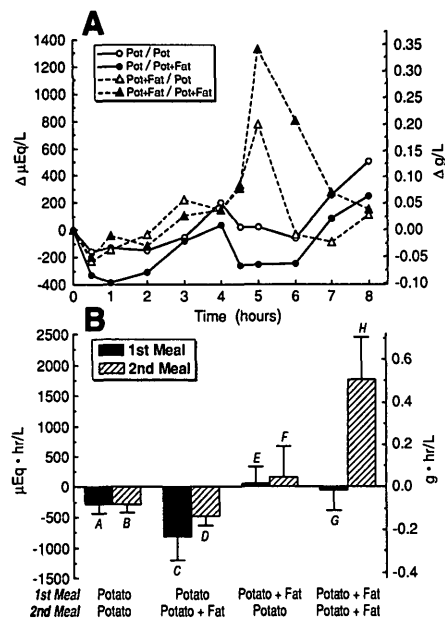 A
1400
1200
1000
800
600
400
200
0
-200
-400
Δ µEq/L
Pot / Pot
Pot / Pot+Fat
Pot+Fat / Pot
Pot+Fat / Pot+Fat
0.35
0.30
0.25
0.20
0.15
0.10
0.05
0.00
-0.05
-0.10
Δ g/L
0 1 2 3 4 5 6 7 8
Time (hours)
B
2500
2000
1500
1000
500
0
-500
-1000
-1500
µEq • hr/L
1st Meal
2nd Meal
0.6
0.4
0.2
0.0
-0.2
-0.4
g • hr/L
A B C D E F G H
1st Meal Potato Potato Potato + Fat Potato + Fat
2nd Meal Potato Potato + Fat Potato Potato + Fat